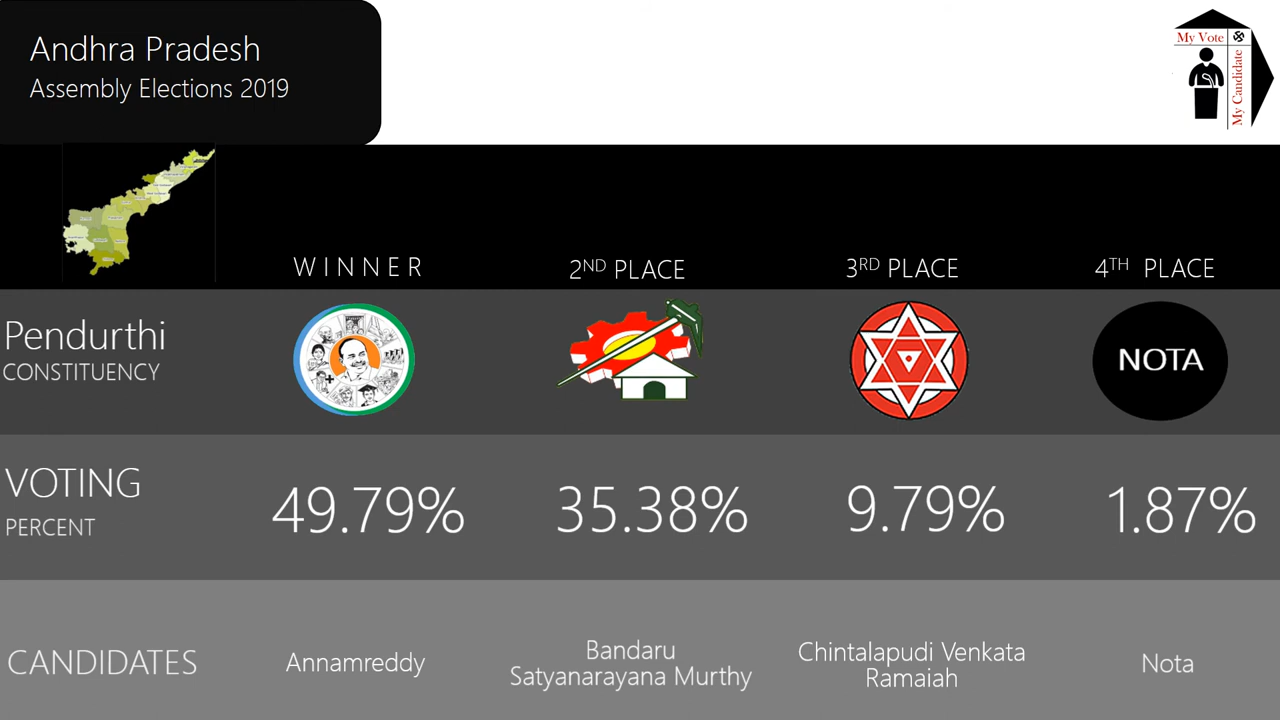 Andhra Pradesh
Assembly Elections 2019
My Vote
My Candidate
WINNER
2ND PLACE
3RD PLACE
4TH PLACE
Pendurthi
CONSTITUENCY
NOTA
VOTING
PERCENT
49.79%
35.38%
9.79%
1.87%
CANDIDATES
Annamreddy
Bandaru
Satyanarayana Murthy
Chintalapudi Venkata
Ramaiah
Nota